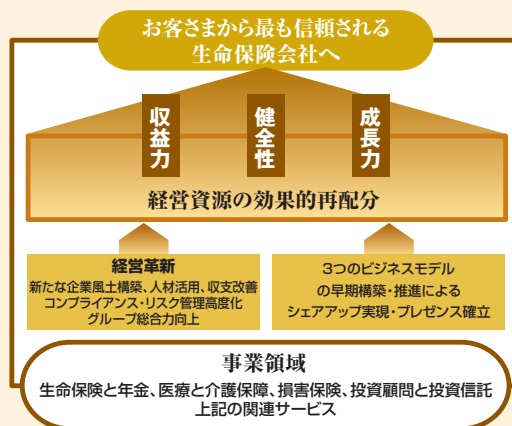 お客さまから最も信頼される
生命保険会社へ
収益力
健全性
成長力
経営資源の効果的再配分
経営革新
新たな企業風土構築、人材活用、収支改善
コンプライアンス・リスク管理高度化
グループ総合力向上
3つのビジネスモデル
の早期構築・推進による
シェアアップ実現・プレゼンス確立
事業領域
生命保険と年金、医療と介護保障、損害保険、投資顧問と投資信託
上記の関連サービス